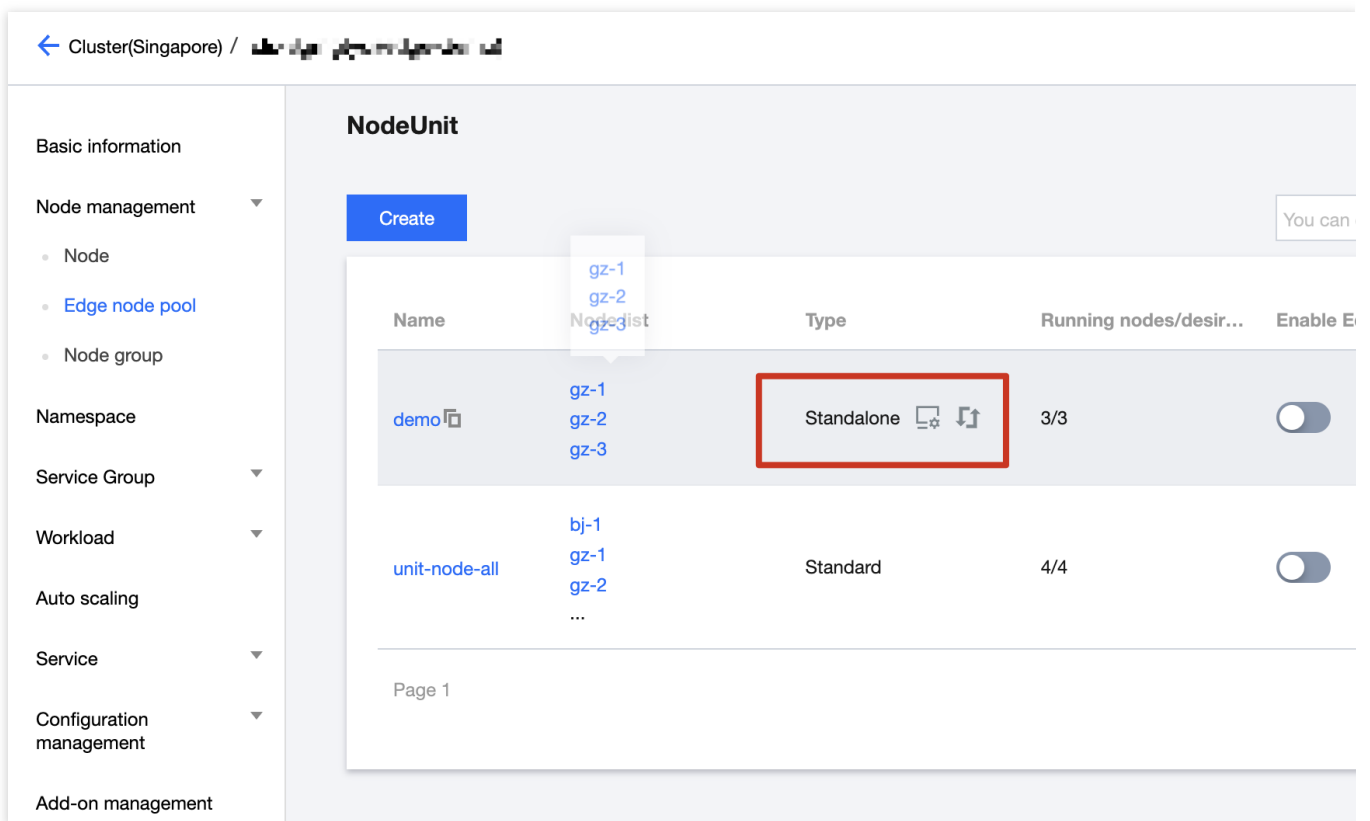 Cluster(Singapore) /
Basic information
Node management
Node
Edge node pool
Node group
Namespace
Service Group
Workload
Auto scaling
Service
Configuration
management
Add-on management
NodeUnit
Create
You can
gz-1
gz-2
gz-3
Name
Node list
Type
Running nodes/desir...
Enable
demo
gz-1
gz-2
gz-3
Standalone
3/3
unit-node-all
bj-1
gz-1
gz-2
...
Standard
4/4
Page 1